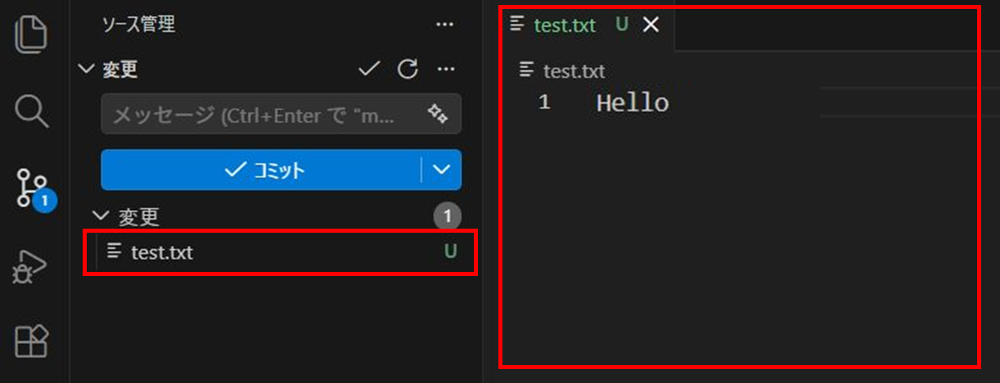 ソース管理
変更
メッセージ (Ctrl+Enter で "m...
コミット
変更 1
test.txt U
1
test.txt U
test.txt
1 Hello